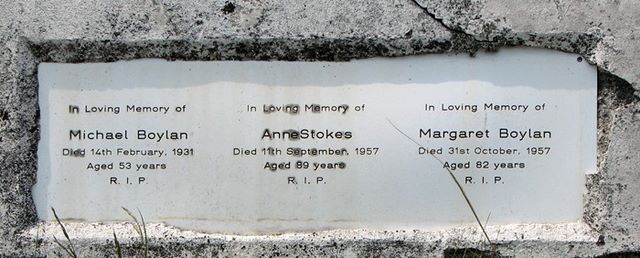 In Loving Memory of
Michael Boylan
Died 14th February, 1931
Aged 53 years
R. I. P.
In Loving Memory of
AnneStokes
Died 11th September, 1957
Aged 89 years
R. I. P.
In Loving Memory of
Margaret Boylan
Died 31st October, 1957
Aged 82 years
R. I. P.